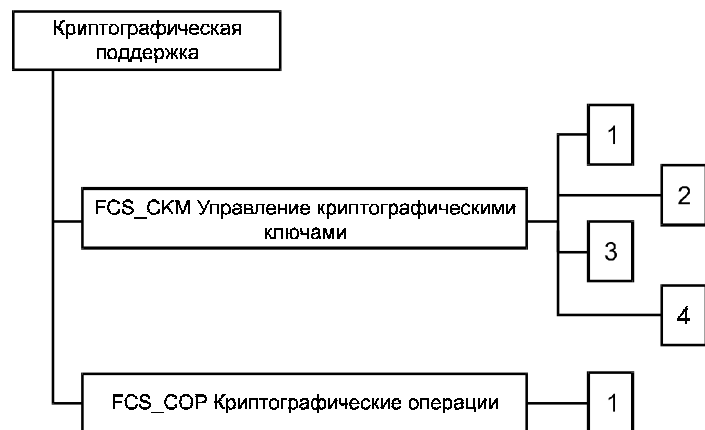 Криптографическая
поддержка
1
2
FCS_CKM Управление криптографическими
ключами
3
4
FCS_COP Криптографические операции
1